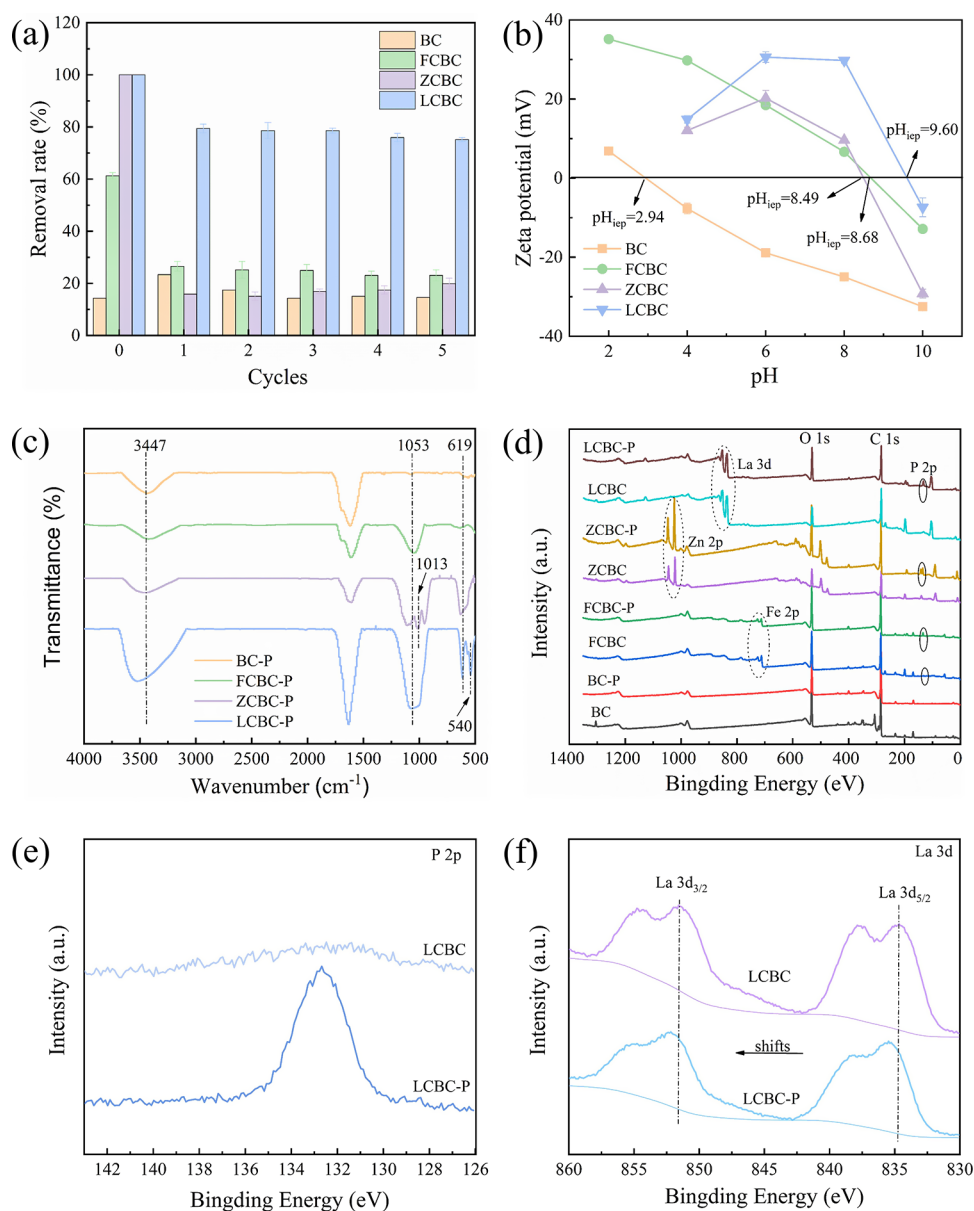 (a)
Removal rate (%)
120
100
80
60
40
20
0
BC
FCBC
ZCBC
LCBC
0 1 2 3 4 5
Cycles
(b)
Zeta potential (mV)
40
20
0
-20
-40
pHiep=9.60
pHiep=2.94
pHiep=8.49
pHiep=8.68
BC
FCBC
ZCBC
LCBC
2 4 6 8 10
pH
(c)
Transmittance (%)
3447 1053 619
1013
540
BC-P
FCBC-P
ZCBC-P
LCBC-P
4000 3500 3000 2500 2000 1500 1000 500
Wavenumber (cm-1)
(d)
Intensity (a.u.)
LCBC-P
LCBC
ZCBC-P
ZCBC
FCBC-P
FCBC
BC-P
BC
La 3d
O 1s
C 1s
P 2p
Zn 2p
Fe 2p
1400 1200 1000 800 600 400 200 0
Bingding Energy (eV)
(e)
P 2p
Intensity (a.u.)
LCBC
LCBC-P
142 140 138 136 134 132 130 128 126
Bingding Energy (eV)
(f)
La 3d
La 3d3/2
La 3d5/2
Intensity (a.u.)
LCBC
shifts
LCBC-P
860 855 850 845 840 835 830
Bingding Energy (eV)